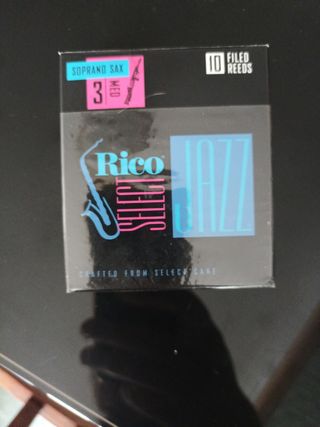 SOPRANO SAX
3 MED
10 FILED REEDS
Rico
SELECT
JAZZ
CRAFTED FROM SELECT CANE